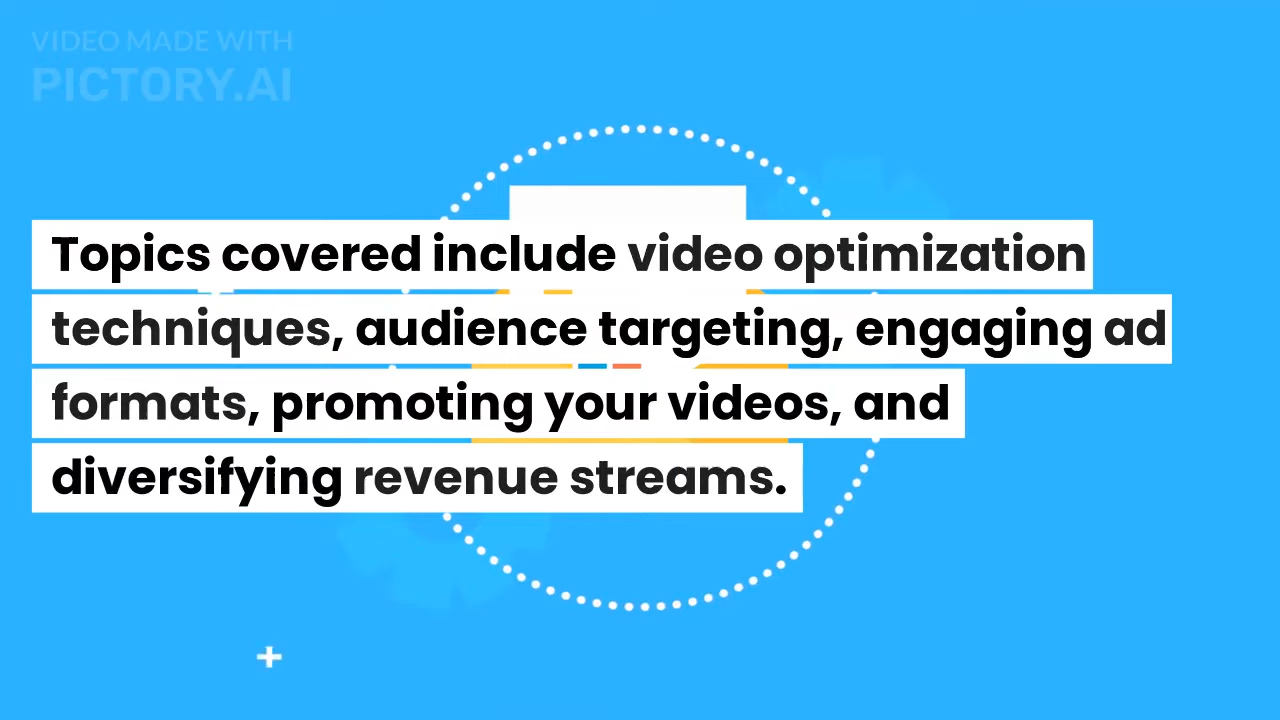 VIDEO MADE WITH
PICTORY.AI
Topics covered include video optimization
techniques, audience targeting, engaging ad
formats, promoting your videos, and
diversifying revenue streams.